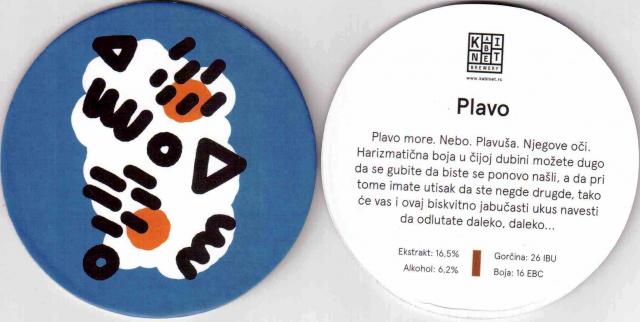 KABINET
BREWERY
www.kabinet.rs
Plavo
Plavo more. Nebo. Plavuša. Njegove oči.
Harizmatična boja u čijoj dubini možete dugo
da se gubite da biste se ponovo našli, a da pri
tome imate utisak da ste negde drugde, tako
će vas i ovaj biskvitno jabučasti ukus navesti
da odlutate daleko, daleko...
Ekstrakt: 16,5%
Alkohol: 6,2%
Gorčina: 26 IBU
Boja: 16 EBC